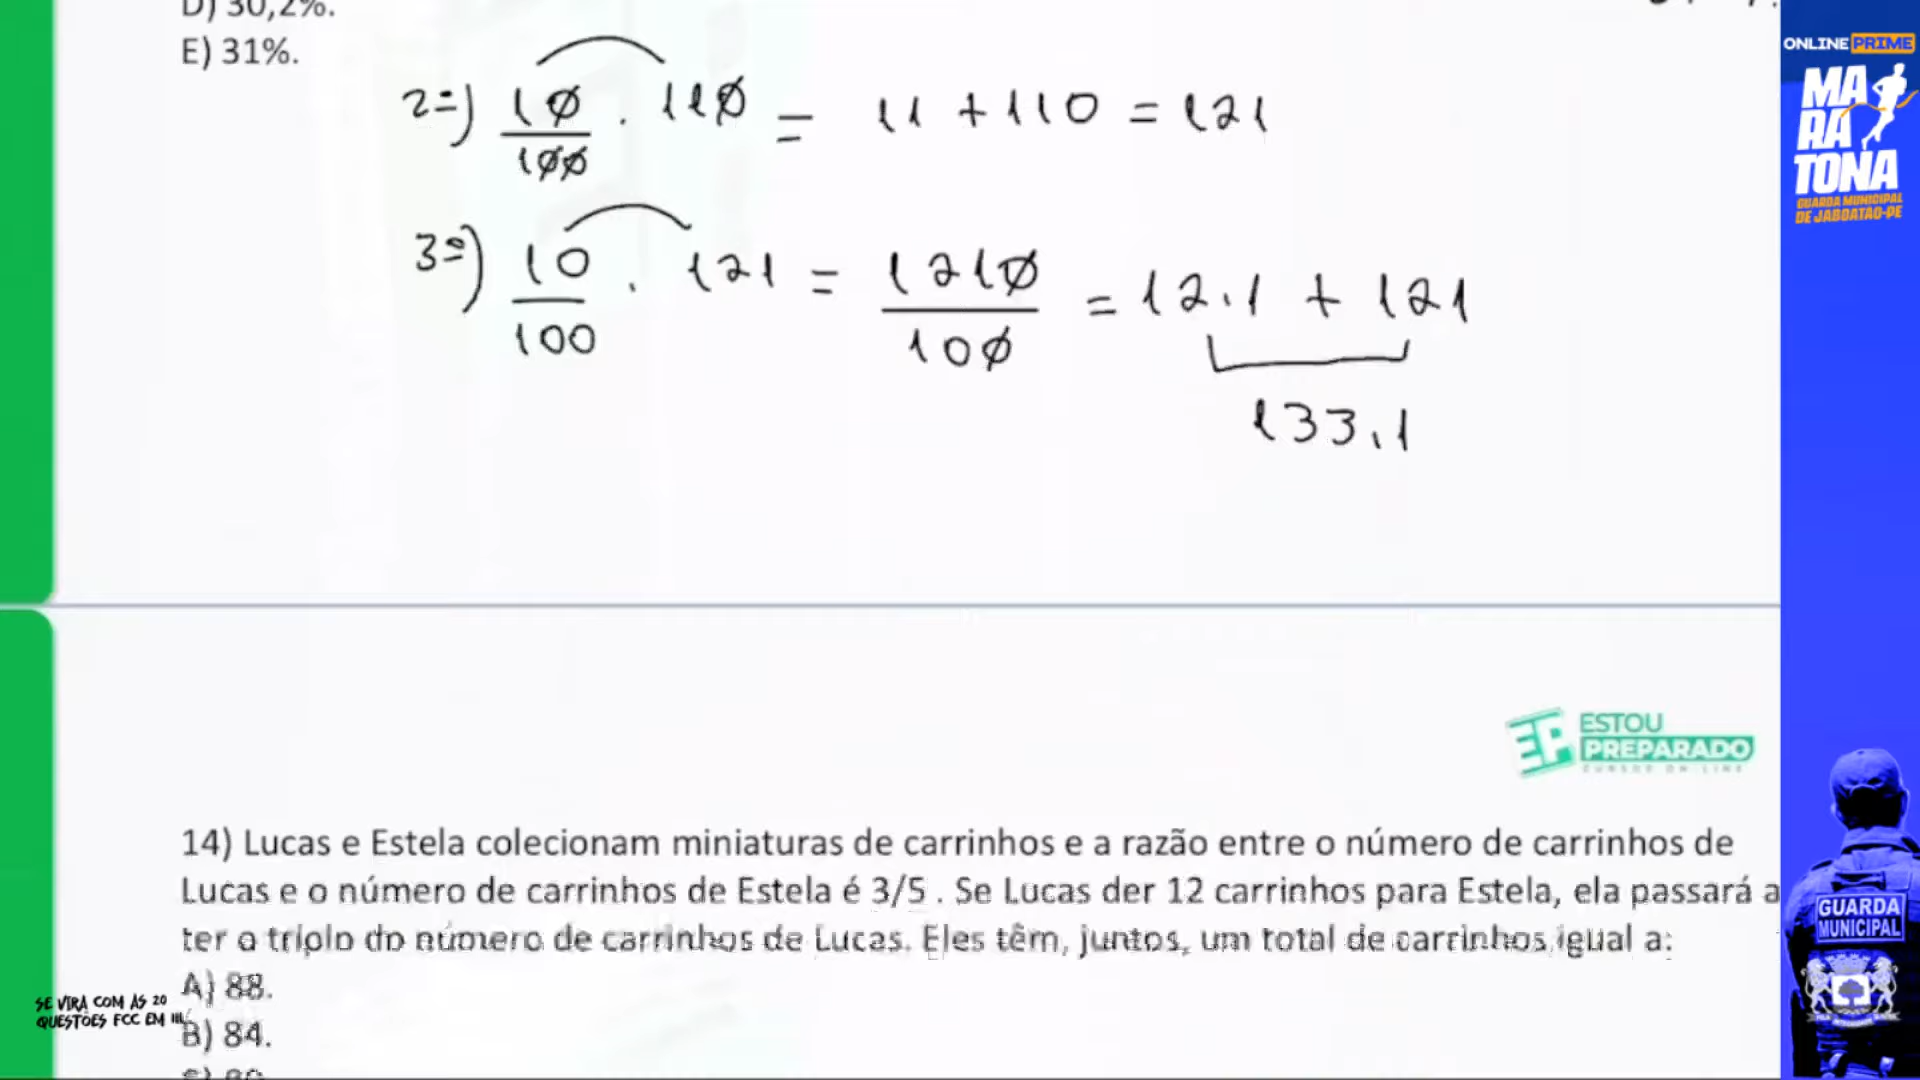 D) 30,2%.
E) 31%.
2º) 10/100 . 110 = 11 + 110 = 121
3º) 10/100 . 121 = 1210/100 = 12.1 + 121
133.1
ESTOU
PREPARADO
CURSOS ON LINE
14) Lucas e Estela colecionam miniaturas de carrinhos e a razão entre o número de carrinhos de
Lucas e o número de carrinhos de Estela é 3/5 . Se Lucas der 12 carrinhos para Estela, ela passará a
ter o triplo do número de carrinhos de Lucas. Eles têm, juntos, um total de carrinhos igual a:
A) 88.
B) 84.
SE VIRA COM AS 20
QUESTÕES FCC EM
ONLINE PRIME
MA
RA
TONA
GUARDA MUNICIPAL
DE JABOATÃO-PE
GUARDA
MUNICIPAL